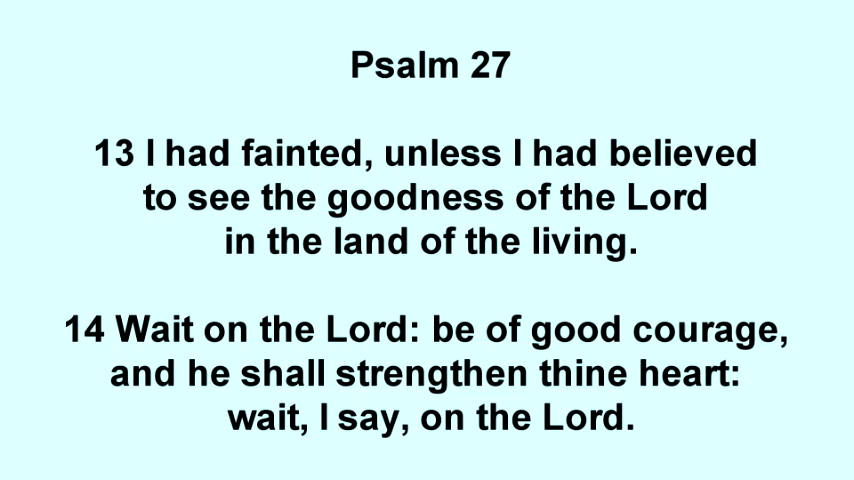 Psalm 27
13 I had fainted, unless I had believed
to see the goodness of the Lord
in the land of the living.
14 Wait on the Lord: be of good courage,
and he shall strengthen thine heart:
wait, I say, on the Lord.